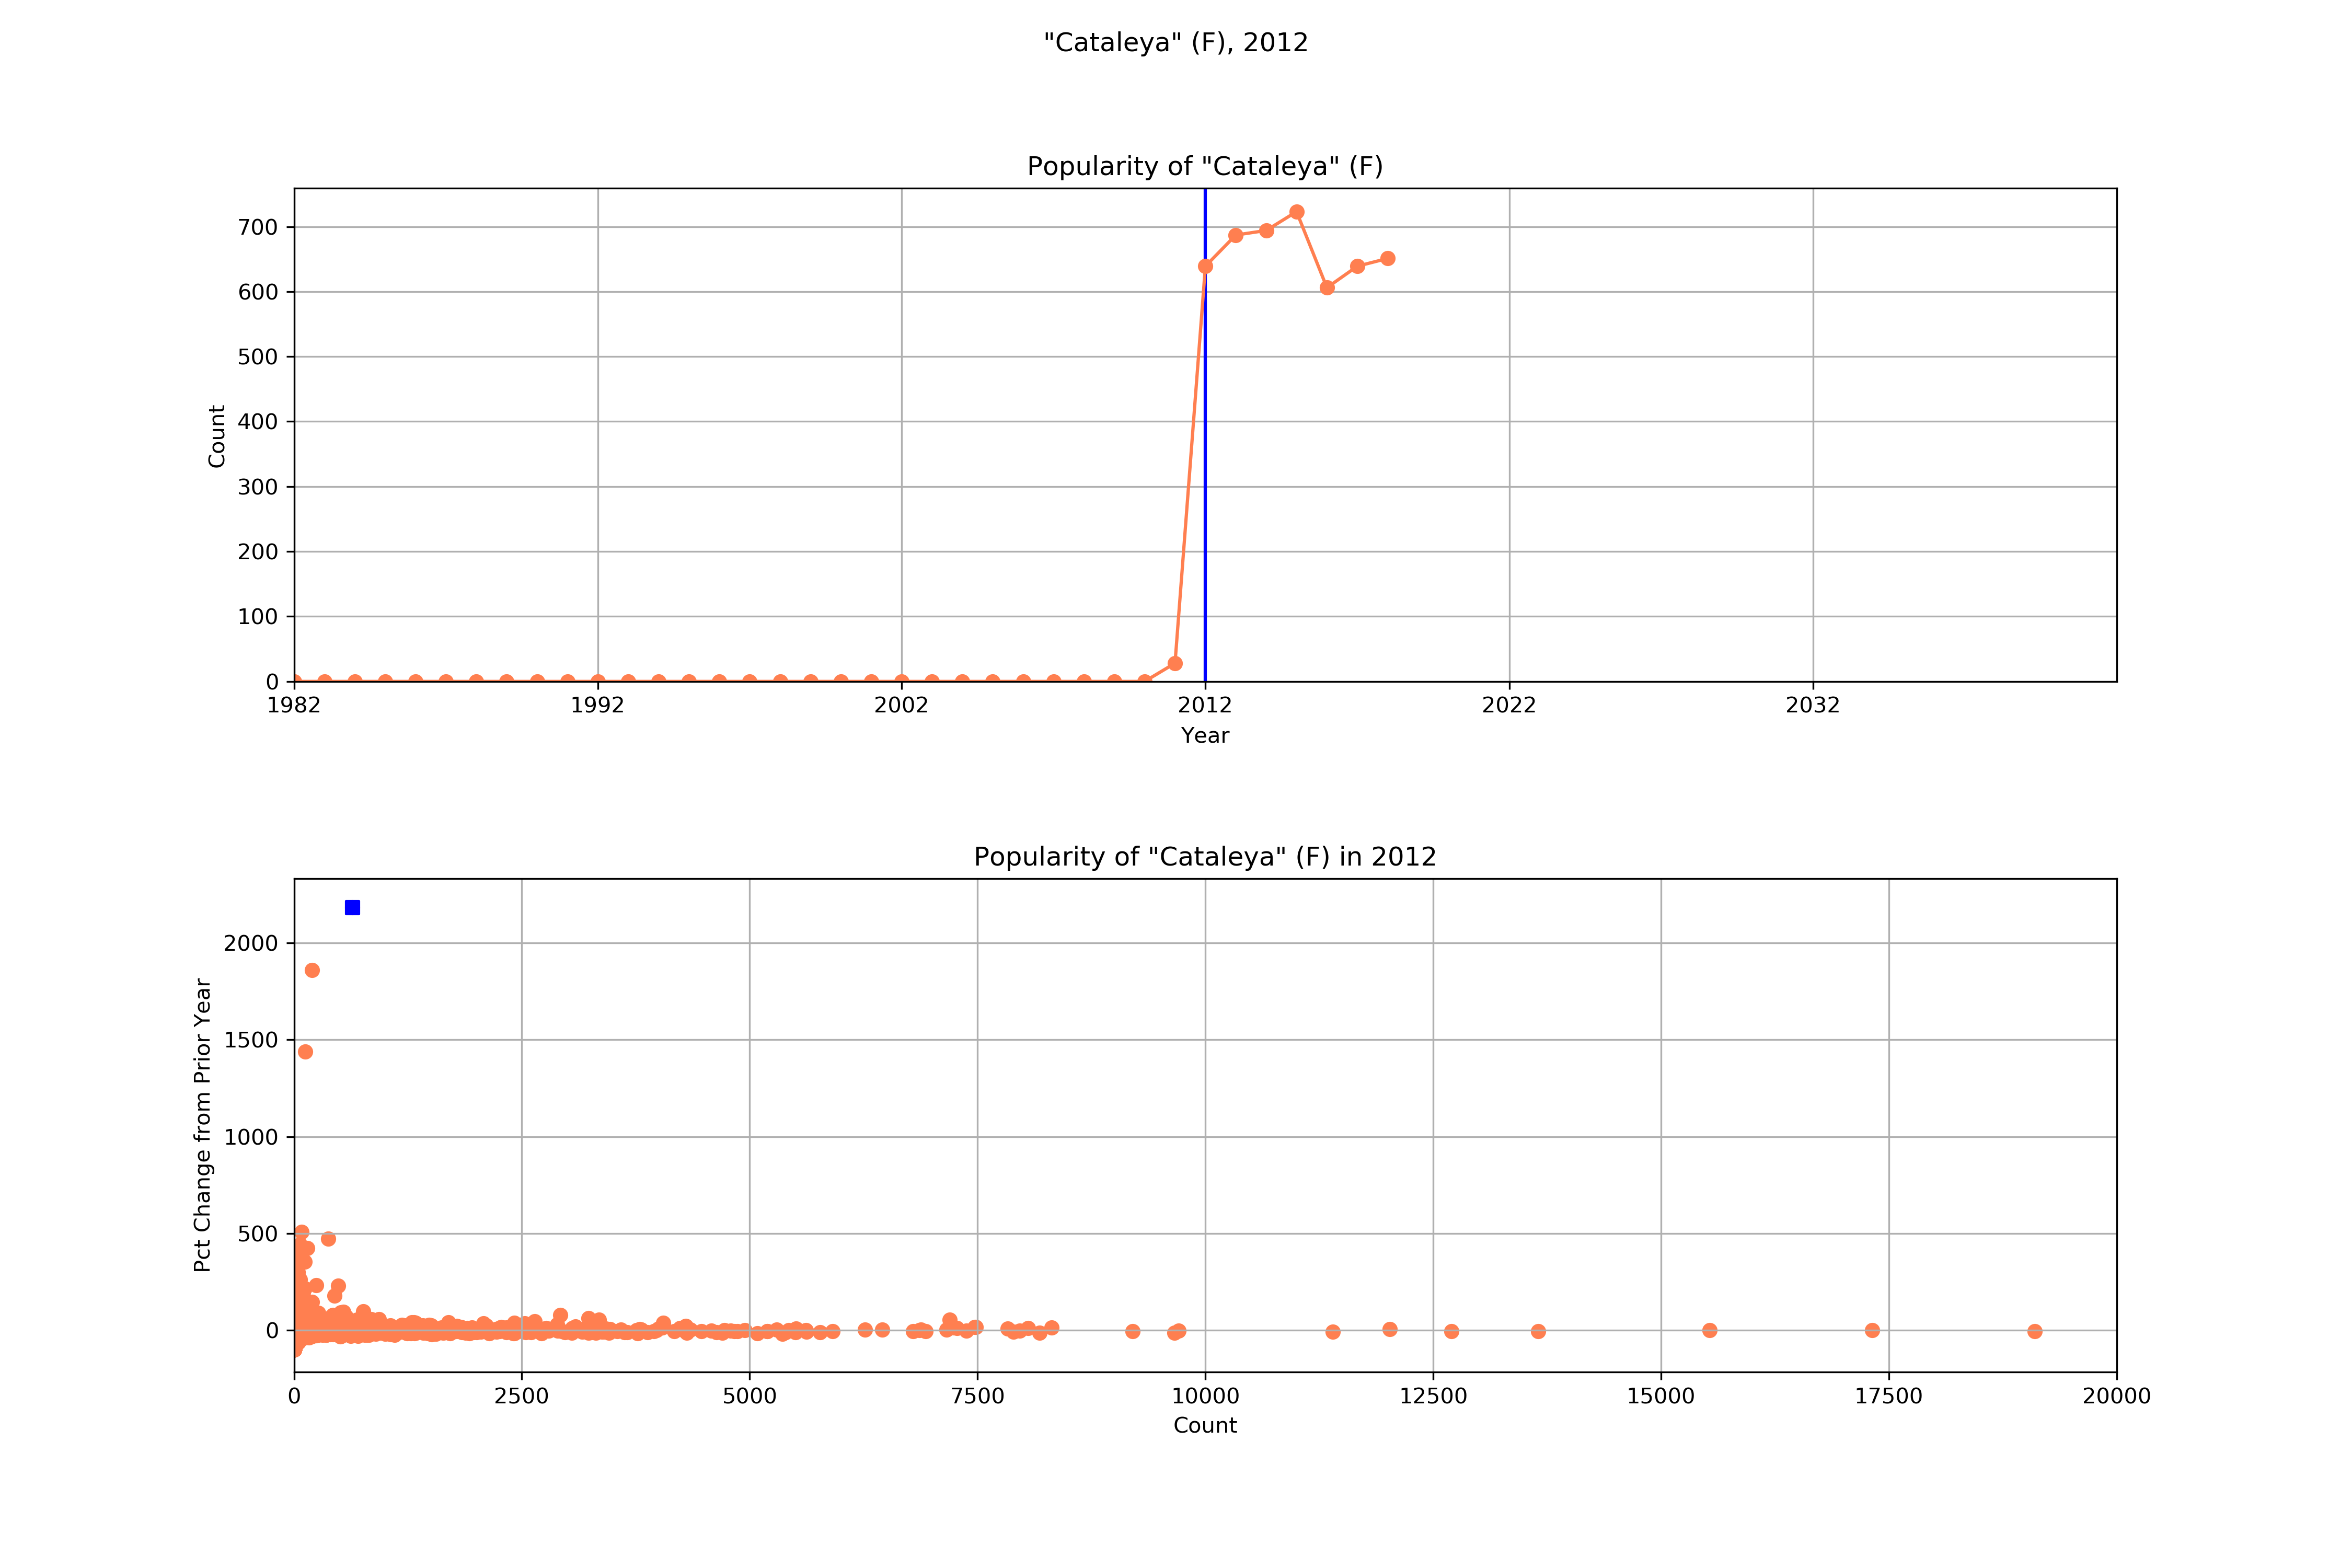 "Cataleya" (F), 2012
Popularity of "Cataleya" (F)
700
600
500
400
300
200
100
0
Count
1982 1992 2002 2012 2022 2032
Year
Popularity of "Cataleya" (F) in 2012
2000
1500
1000
500
0
Pct Change from Prior Year
0 2500 5000 7500 10000 12500 15000 17500 20000
Count